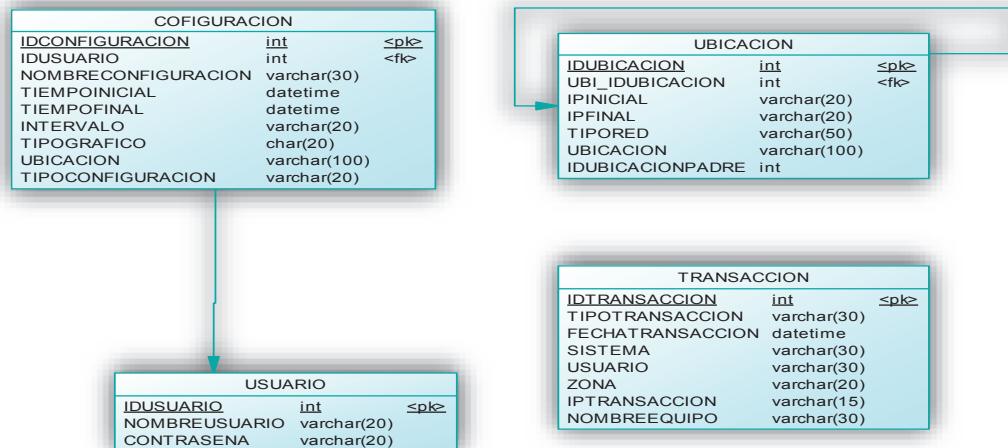 COFIGURACION
IDCONFIGURACION int <pk>
IDUSUARIO int <fk>
NOMBRECONFIGURACION varchar(30)
TIEMPOINICIAL datetime
TIEMPOFINAL datetime
INTERVALO varchar(20)
TIPOGRAFICO char(20)
UBICACION varchar(100)
TIPOCONFIGURACION varchar(20)
UBICACION
IDUBICACION int <pk>
UBI_IDUBICACION int <fk>
IPINICIAL varchar(20)
IPFINAL varchar(20)
TIPORED varchar(50)
UBICACION varchar(100)
IDUBICACIONPADRE int
TRANSACCION
IDTRANSACCION int <pk>
TIPOTRANSACCION varchar(30)
FECHATRANSACCION datetime
SISTEMA varchar(30)
USUARIO varchar(30)
ZONA varchar(20)
IPTRANSACCION varchar(15)
NOMBREEQUIPO varchar(30)
USUARIO
IDUSUARIO int <pk>
NOMBREUSUARIO varchar(20)
CONTRASENA varchar(20)